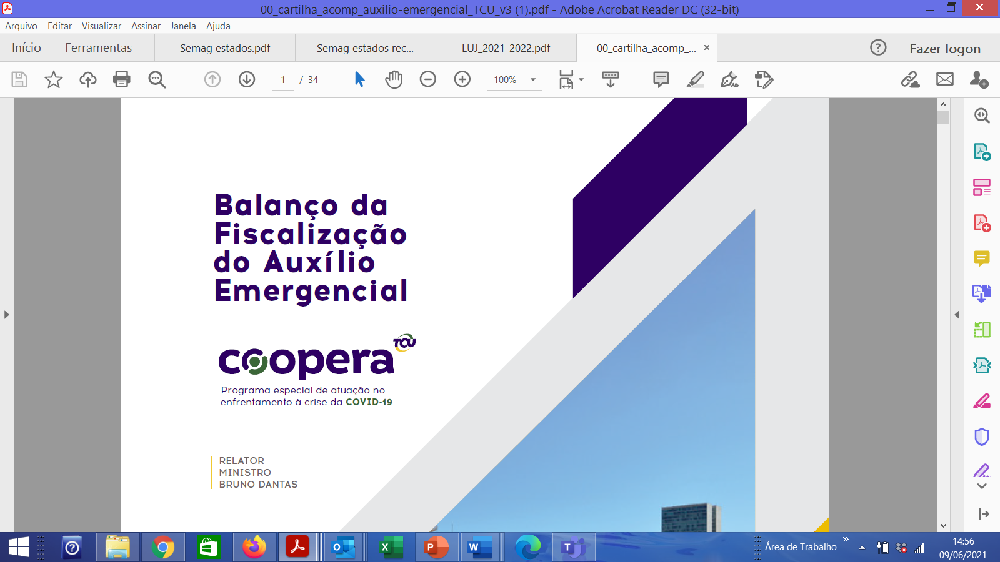 00_cartilha_acomp_auxilio-emergencial_TCU_v3 (1).pdf - Adobe Acrobat Reader DC (32-bit)
Arquivo Editar Visualizar Assinar Janela Ajuda
Início Ferramentas Semag estados.pdf Semag estados rec... LUJ_2021-2022.pdf 00_cartilha_acomp_... × Fazer logon
1 / 34 100%
Balanço da
Fiscalização
do Auxílio
Emergencial
coopera TCU
Programa especial de atuação no
enfrentamento à crise da COVID-19
RELATOR
MINISTRO
BRUNO DANTAS
Área de Trabalho
14:56
09/06/2021